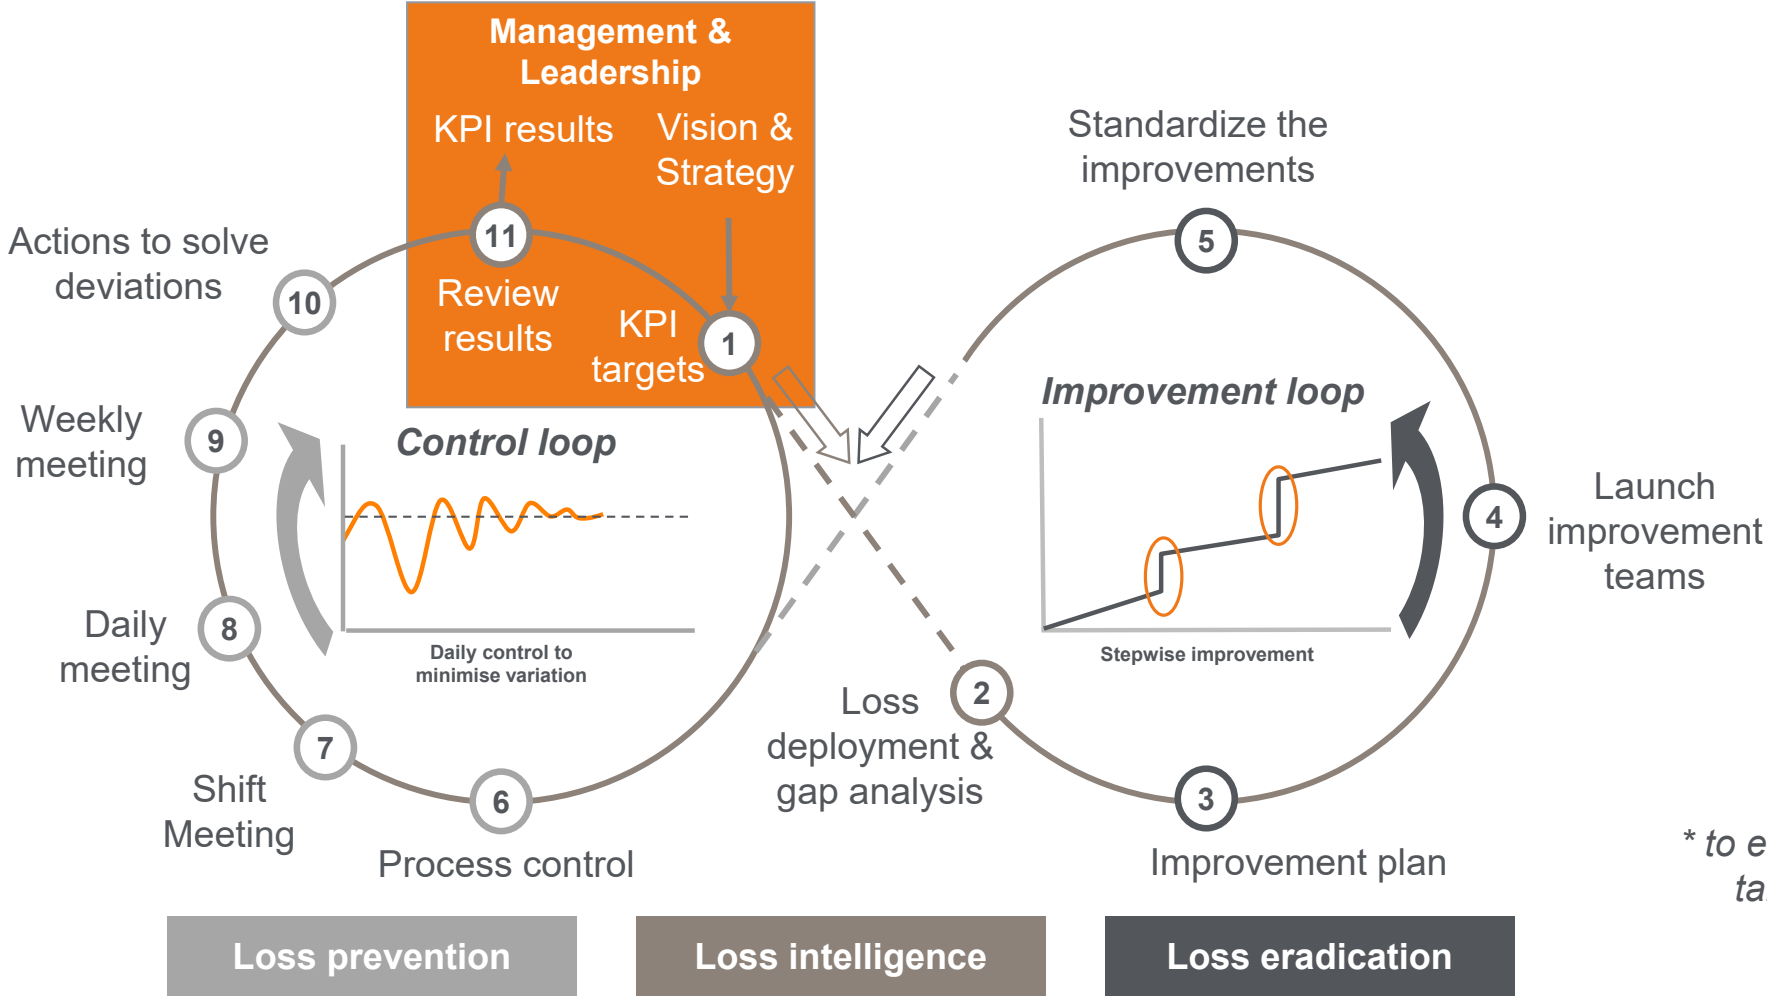 Management &
Leadership
KPI results
Vision &
Strategy
11
Review
results
KPI
targets
1
Actions to solve
deviations
10
Weekly
meeting
9
Daily
meeting
8
Shift
Meeting
7
6
Process control
Control loop
Daily control to
minimise variation
Standardize the
improvements
5
Improvement loop
Stepwise improvement
4
Launch
improvement
teams
2
Loss
deployment &
gap analysis
3
Improvement plan
* to
Loss prevention
Loss intelligence
Loss eradication